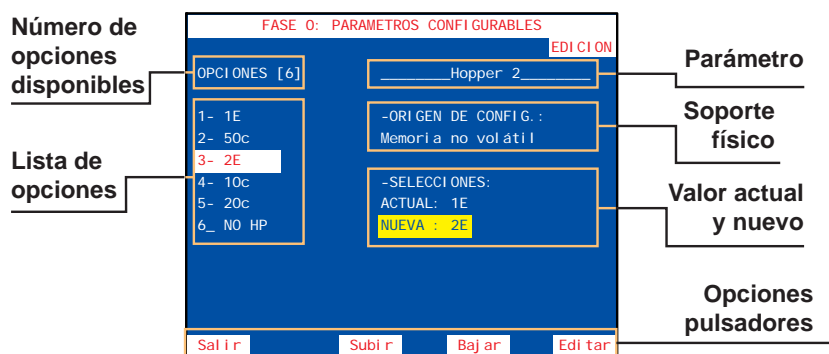 Número de
opciones
disponibles
Lista de
opciones
FASE O: PARAMETROS CONFIGURABLES
EDICION
OPCIONES [6]
________Hopper 2________
1- 1E
2- 50c
3- 2E
4- 10c
5- 20c
6_ NO HP
-ORIGEN DE CONFIG.:
Memoria no volátil
-SELECCIONES:
ACTUAL: 1E
NUEVA : 2E
Salir Subir Bajar Editar
Parámetro
Soporte
físico
Valor actual
y nuevo
Opciones
pulsadores